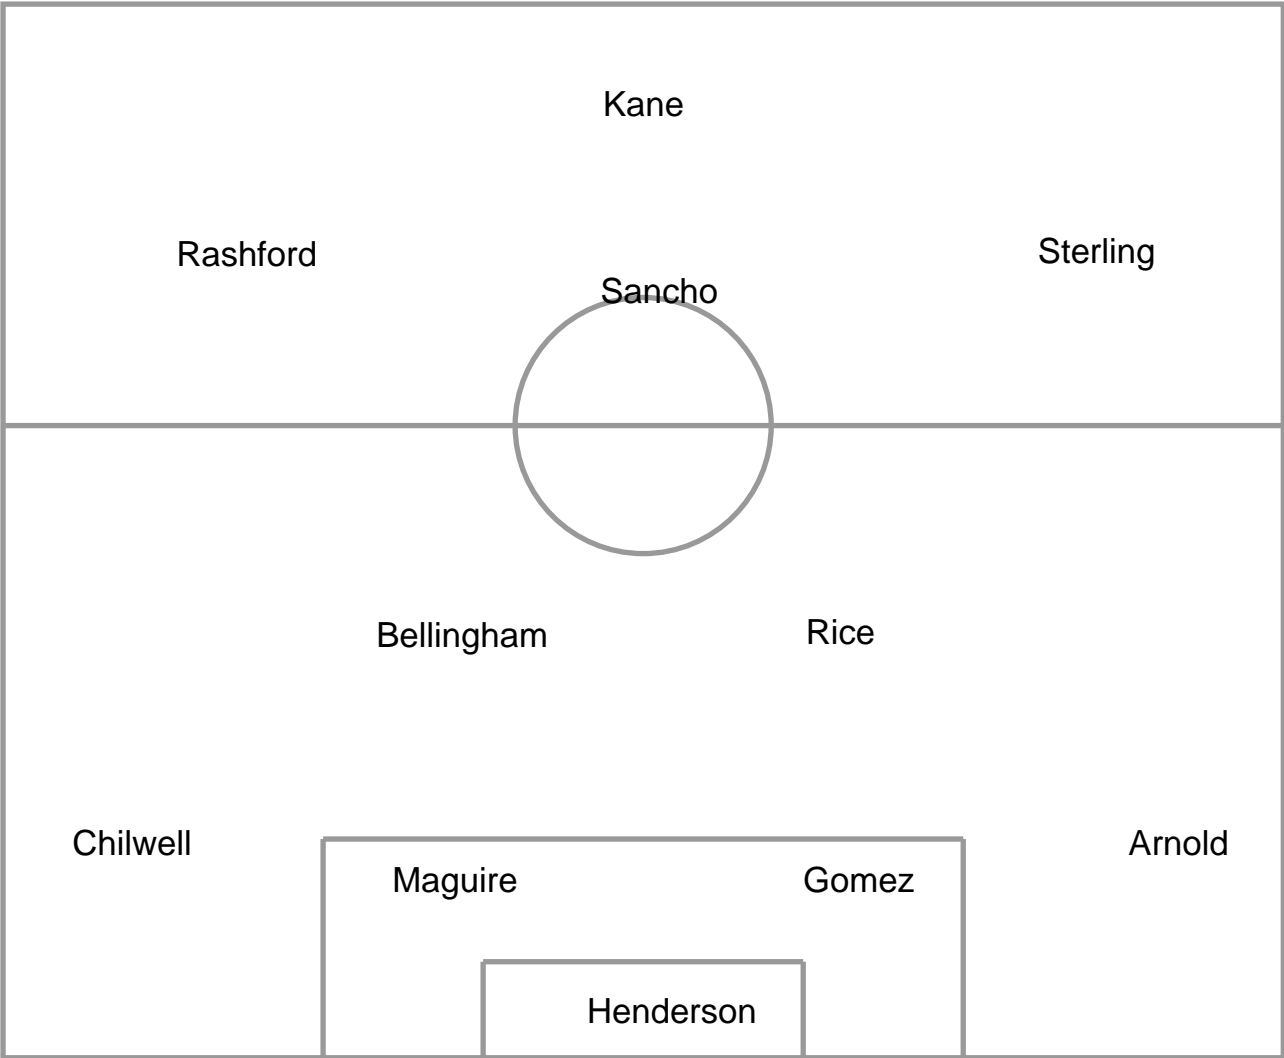 Kane
Rashford
Sterling
Sancho
Bellingham
Rice
Chilwell
Arnold
Maguire
Gomez
Henderson